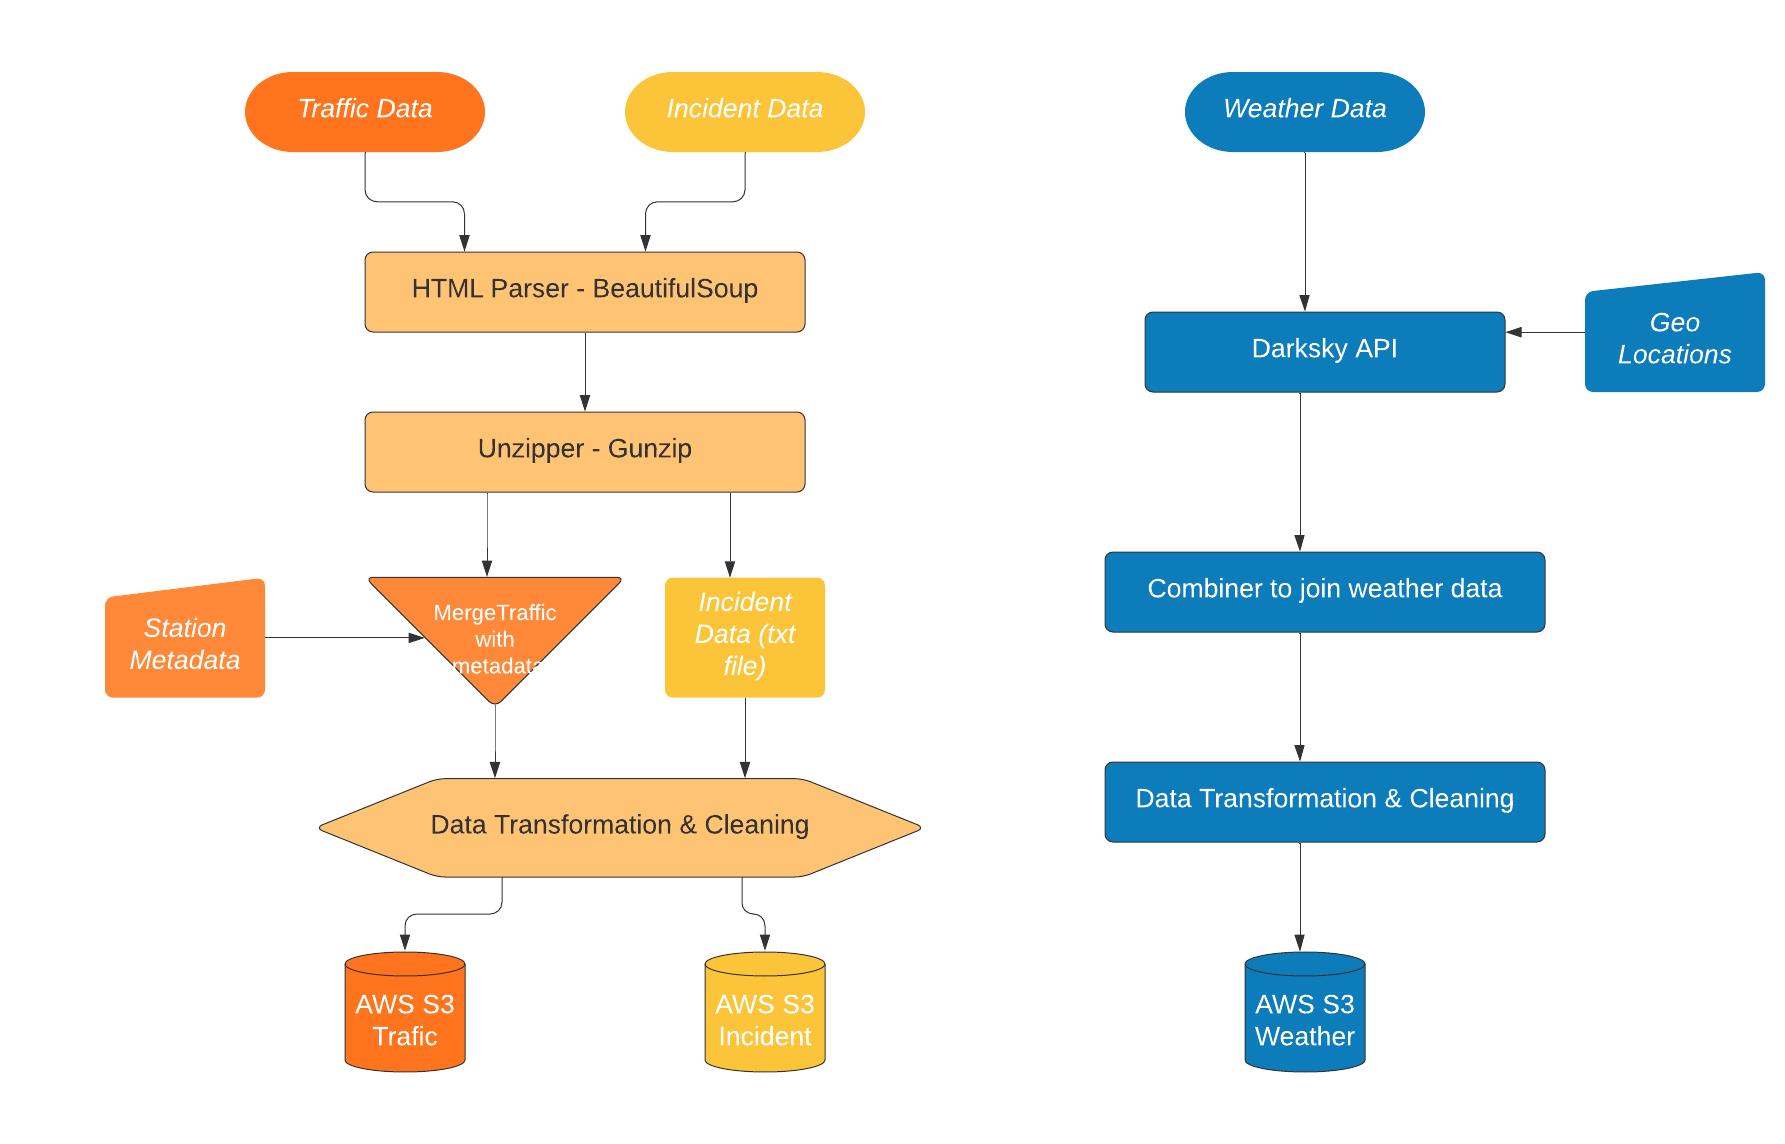 Traffic Data
Incident Data
Weather Data
HTML Parser - BeautifulSoup
Geo
Locations
Darksky API
Unzipper - Gunzip
Station
Metadata
MergeTraffic
with
metadata
Incident
Data (txt
file)
Combiner to join weather data
Data Transformation & Cleaning
Data Transformation & Cleaning
AWS S3
Trafic
AWS S3
Incident
AWS S3
Weather